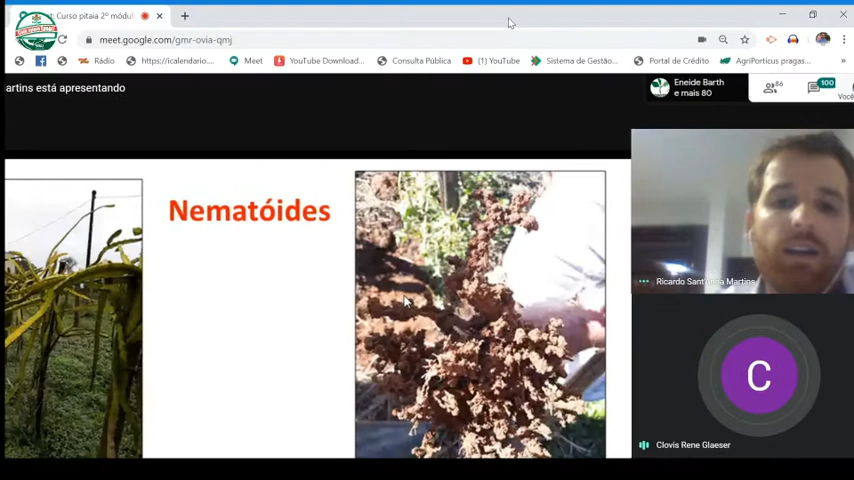 t: Curso pitaia 2º módul
meet.google.com/gmr-ovia-qmj
Rádio
https://icalendario....
Meet
YouTube Download...
Consulta Pública
(1) YouTube
Sistema de Gestão...
Portal de Crédito
AgriPorticus pragas...
artins está apresentando
Eneide Barth
e mais 80
86
100
Você
Nematóides
Ricardo Sant'Anna Martins
C
Clovis Rene Glaeser